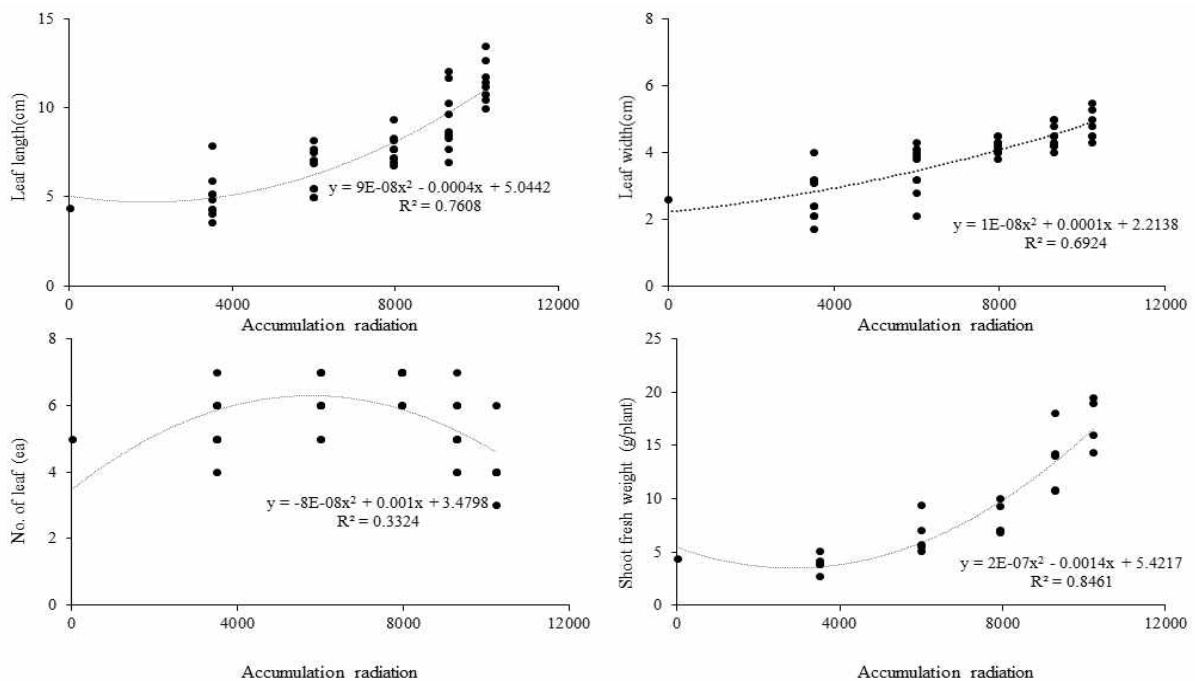 15
10
5
0
Leaf length(cm)
y = 9E-08x² - 0.0004x + 5.0442
R² = 0.7608
0 4000 8000 12000
Accumulation radiation
8
6
4
2
0
Leaf width(cm)
y = 1E-08x² + 0.0001x + 2.2138
R² = 0.6924
0 4000 8000 12000
Accumulation radiation
8
6
4
2
0
No. of leaf (ea)
y = -8E-08x² + 0.001x + 3.4798
R² = 0.3324
0 4000 8000 12000
Accumulation radiation
25
20
15
10
5
0
Shoot fresh weight (g/plant)
y = 2E-07x² - 0.0014x + 5.4217
R² = 0.8461
0 4000 8000 12000
Accumulation radiation